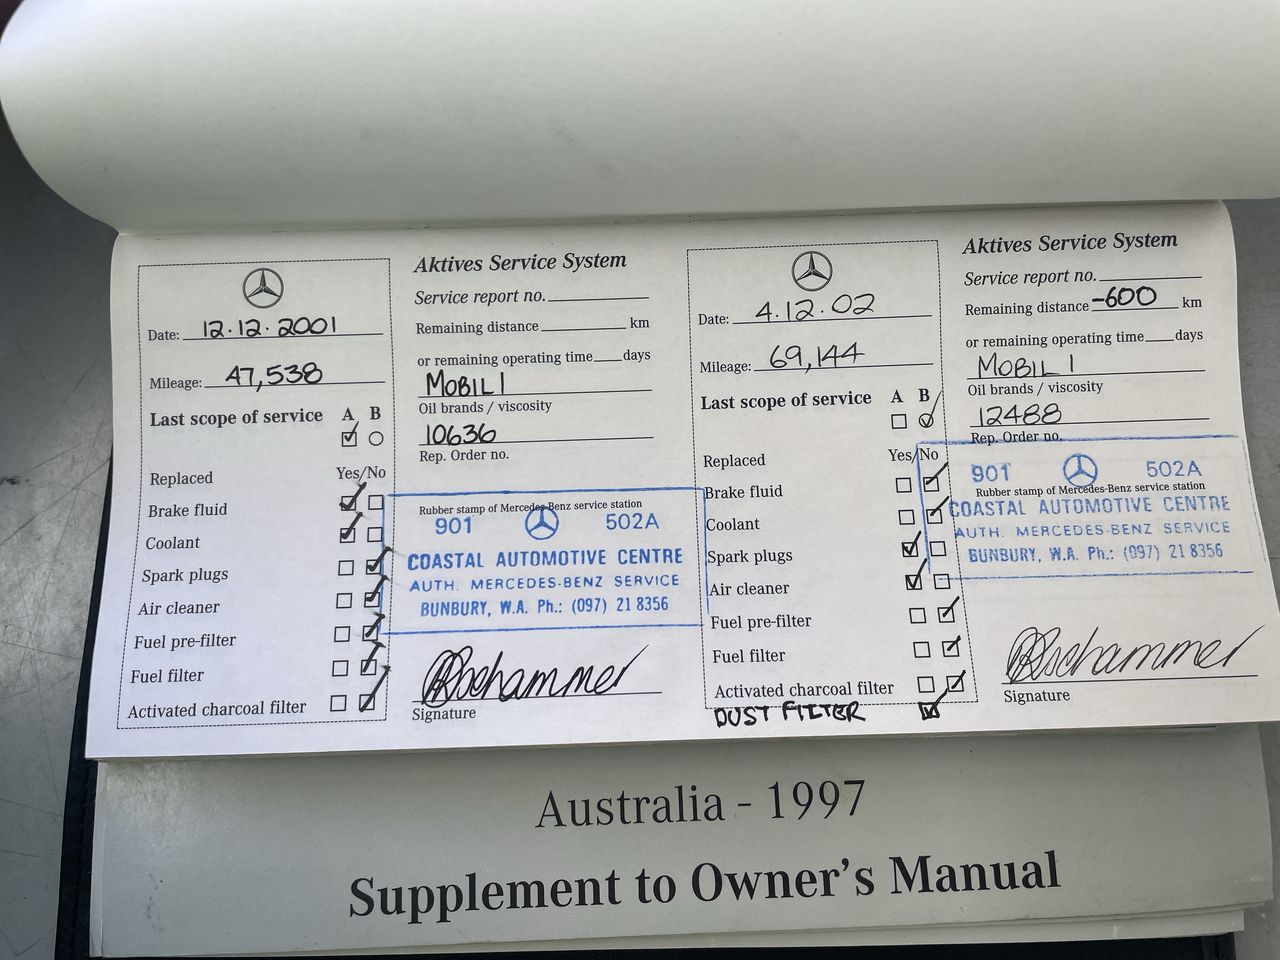 Date: 12.12.2001
Mileage: 47,538
Last scope of service A B
Replaced Yes/No
Brake fluid
Coolant
Spark plugs
Air cleaner
Fuel pre-filter
Fuel filter
Activated charcoal filter
Aktives Service System
Service report no.
Remaining distance km
or remaining operating time days
MOBIL 1
Oil brands / viscosity
10636
Rep. Order no.
Rubber stamp of Mercedes-Benz service station
901 502A
COASTAL AUTOMOTIVE CENTRE
AUTH. MERCEDES-BENZ SERVICE
BUNBURY, W.A. Ph.: (097) 21 8356
Signature
Date: 4.12.02
Mileage: 69,144
Last scope of service A B
Replaced Yes/No
Brake fluid
Coolant
Spark plugs
Air cleaner
Fuel pre-filter
Fuel filter
Activated charcoal filter
DUST FILTER
Aktives Service System
Service report no.
Remaining distance -600 km
or remaining operating time days
MOBIL 1
Oil brands / viscosity
12488
Rep. Order no.
901 502A
Rubber stamp of Mercedes-Benz service station
COASTAL AUTOMOTIVE CENTRE
AUTH. MERCEDES-BENZ SERVICE
BUNBURY, W.A. Ph.: (097) 21 8356
Signature
Australia - 1997
Supplement to Owner's Manual